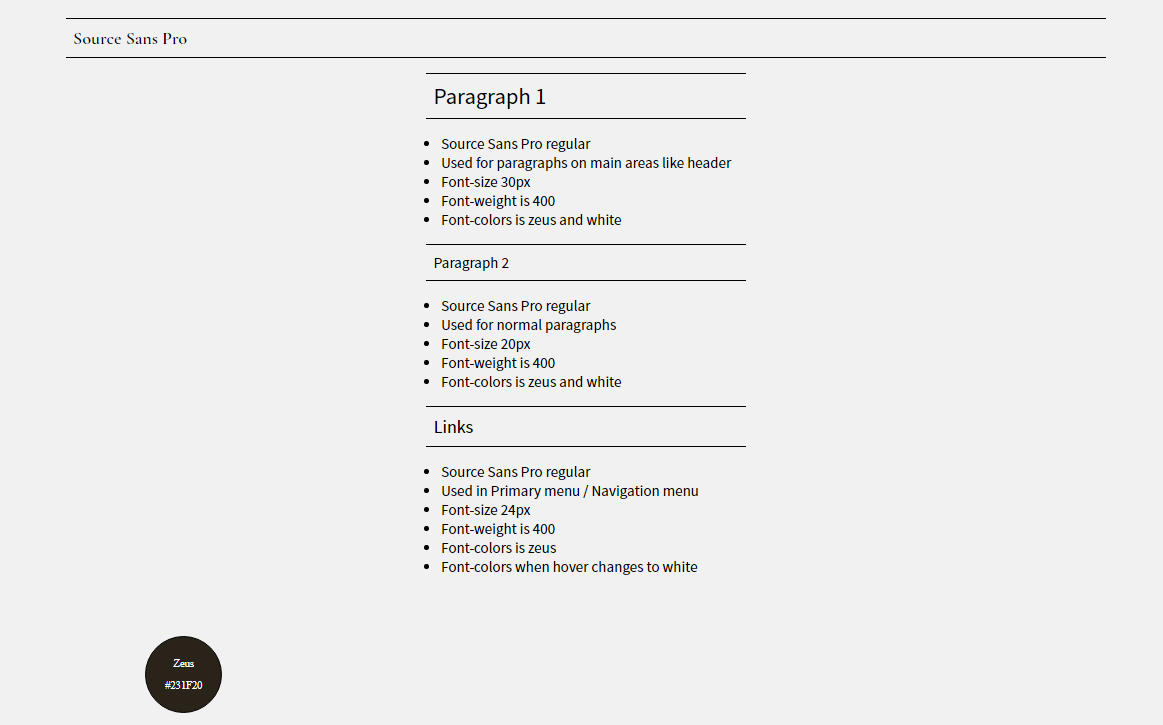 Source Sans Pro
Paragraph 1
Source Sans Pro regular
Used for paragraphs on main areas like header
Font-size 30px
Font-weight is 400
Font-colors is zeus and white
Paragraph 2
Source Sans Pro regular
Used for normal paragraphs
Font-size 20px
Font-weight is 400
Font-colors is zeus and white
Links
Source Sans Pro regular
Used in Primary menu / Navigation menu
Font-size 24px
Font-weight is 400
Font-colors is zeus
Font-colors when hover changes to white
Zeus
#231F20